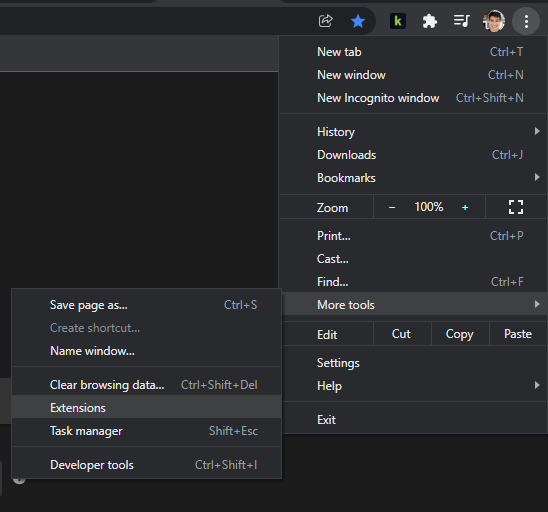 k
New tab Ctrl+T
New window Ctrl+N
New Incognito window Ctrl+Shift+N
History
Downloads Ctrl+J
Bookmarks
Zoom − 100% +
Print... Ctrl+P
Cast...
Find... Ctrl+F
More tools
Edit Cut Copy Paste
Settings
Help
Exit
Save page as... Ctrl+S
Create shortcut...
Name window...
Clear browsing data... Ctrl+Shift+Del
Extensions
Task manager Shift+Esc
Developer tools Ctrl+Shift+I